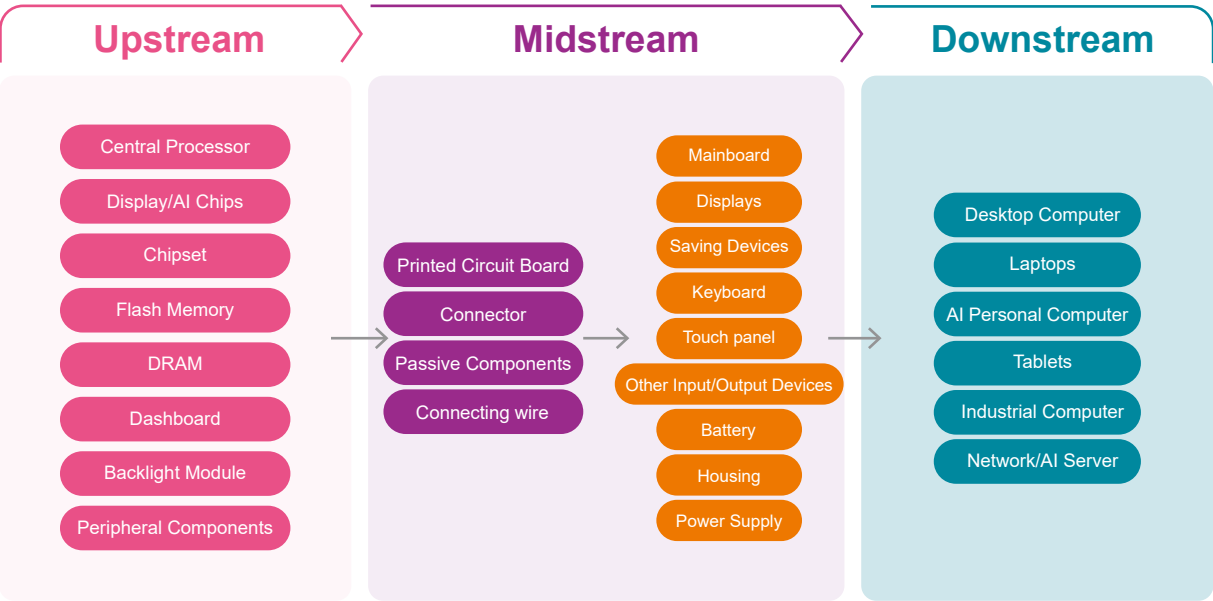 Upstream
Midstream
Downstream
Central Processor
Display/AI Chips
Chipset
Flash Memory
DRAM
Dashboard
Backlight Module
Peripheral Components
Printed Circuit Board
Connector
Passive Components
Connecting wire
Mainboard
Displays
Saving Devices
Keyboard
Touch panel
Other Input/Output Devices
Battery
Housing
Power Supply
Desktop Computer
Laptops
AI Personal Computer
Tablets
Industrial Computer
Network/AI Server